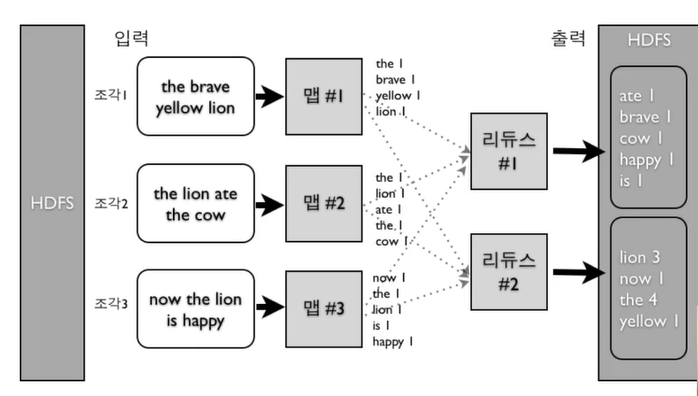 입력
출력
HDFS
HDFS
조각1
the brave
yellow lion
맵 #1
the 1
brave 1
yellow 1
lion 1
조각2
the lion ate
the cow
맵 #2
the 1
lion 1
ate 1
the 1
cow 1
조각3
now the lion
is happy
맵 #3
now 1
the 1
lion 1
is 1
happy 1
리듀스
#1
리듀스
#2
ate 1
brave 1
cow 1
happy 1
is 1
lion 3
now 1
the 4
yellow 1